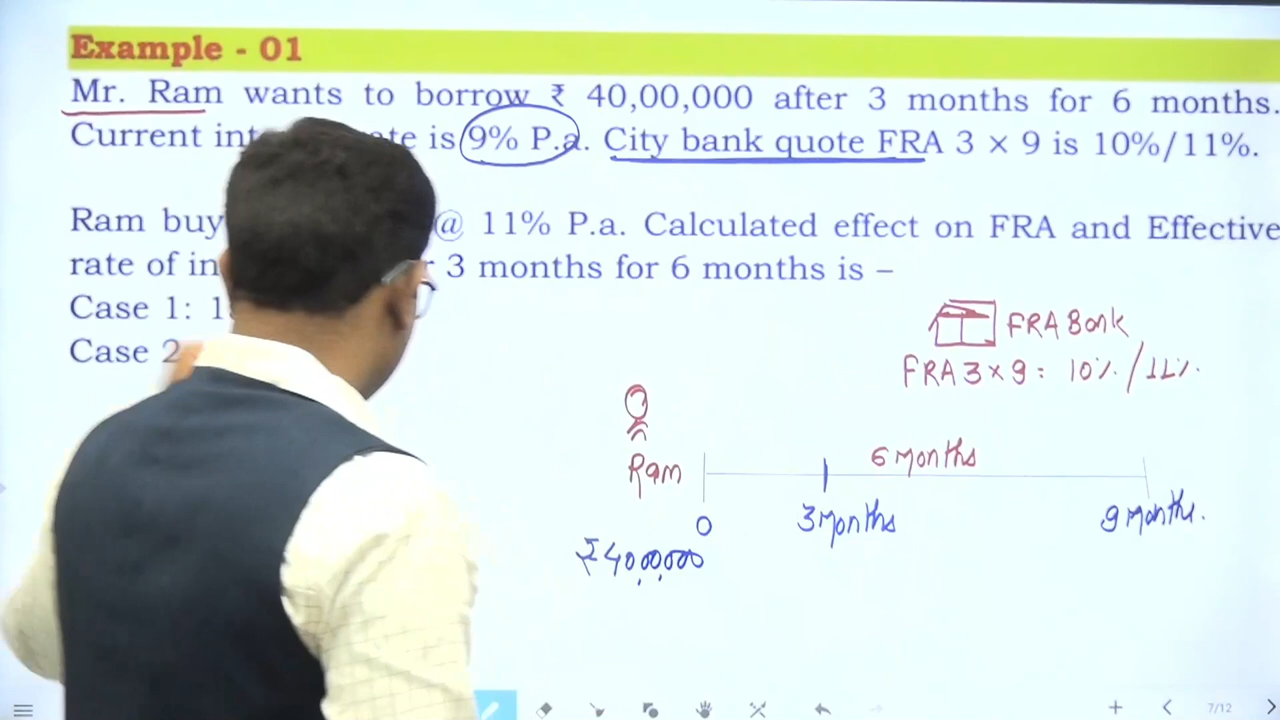 Example - 01
Mr. Ram wants to borrow ₹ 40,00,000 after 3 months for 6 months.
Current int te is 9% P.a. City bank quote FRA 3 × 9 is 10%/11%.
Ram buy @ 11% P.a. Calculated effect on FRA and Effective
rate of in 3 months for 6 months is –
Case 1: 1
Case 2
FRA Bank
FRA 3 × 9 : 10% / 11%.
Ram
6 Months
0
3 Months
9 Months.
₹ 40,00,000
7/12